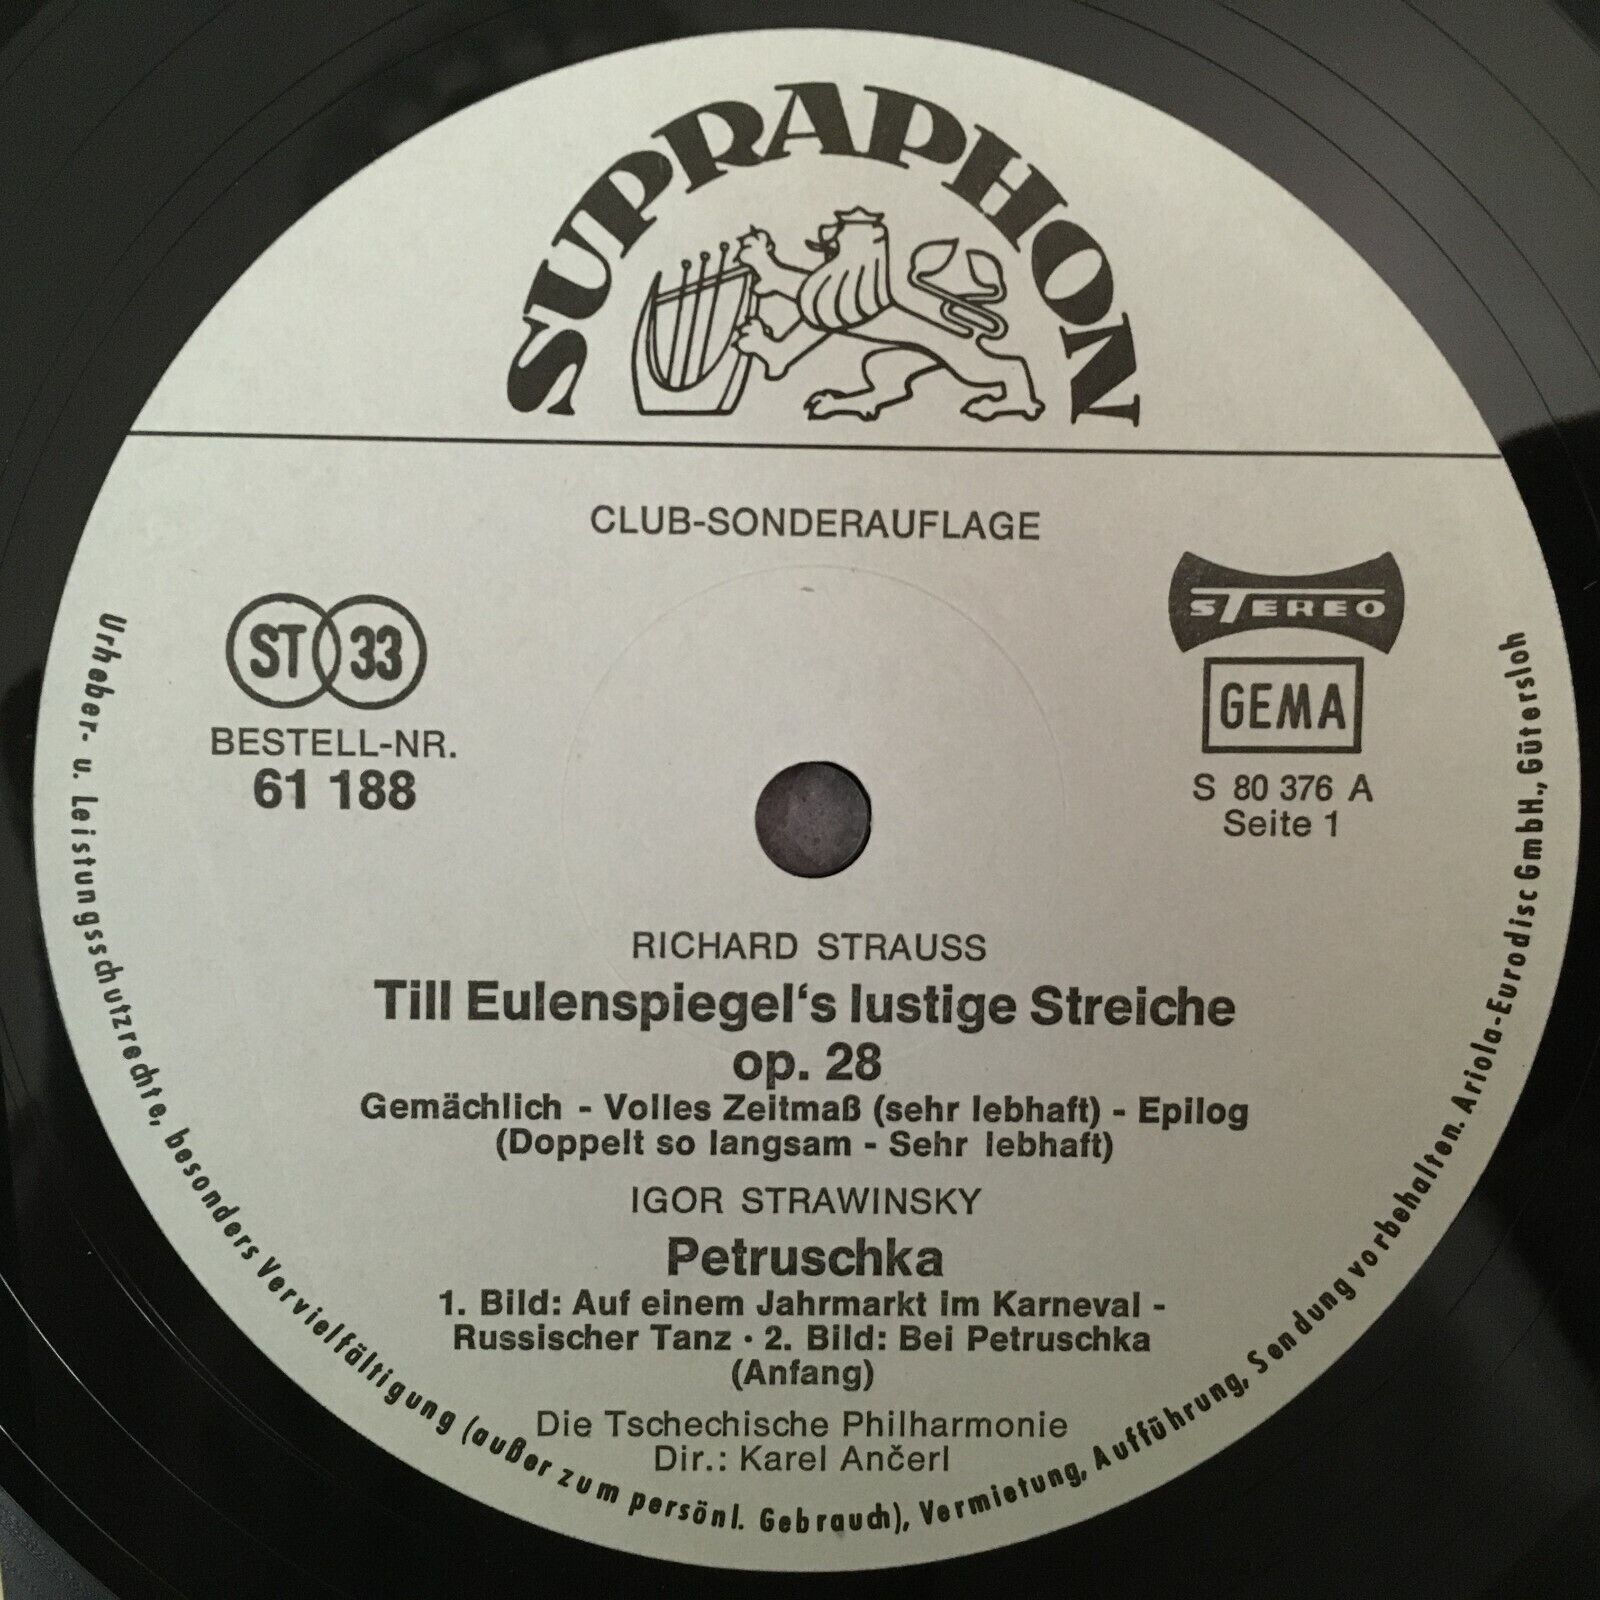 SUPRAPHON
CLUB-SONDERAUFLAGE
ST 33
BESTELL-NR.
61 188
STEREO
GEMA
S 80 376 A
Seite 1
RICHARD STRAUSS
Till Eulenspiegel‘s lustige Streiche
op. 28
Gemächlich - Volles Zeitmaß (sehr lebhaft) - Epilog
(Doppelt so langsam - Sehr lebhaft)
IGOR STRAWINSKY
Petruschka
1. Bild: Auf einem Jahrmarkt im Karneval -
Russischer Tanz · 2. Bild: Bei Petruschka
(Anfang)
Die Tschechische Philharmonie
Dir.: Karel Ančerl
Urheber- u. Leistungsschutzrechte, besonders Vervielfältigung (außer zum persönl. Gebrauch), Vermietung, Aufführung, Sendung vorbehalten. Ariola-Eurodisc GmbH., Gütersloh